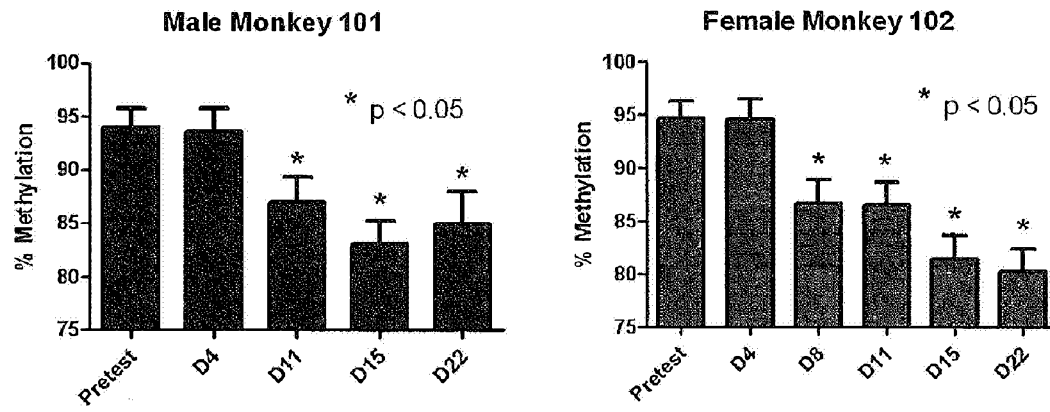 Male Monkey 101
% Methylation
100
95
90
85
80
75
* p < 0.05
*
*
*
Pretest
D4
D11
D15
D22
Female Monkey 102
% Methylation
100
95
90
85
80
75
* p < 0.05
*
*
*
*
Pretest
D4
D8
D11
D15
D22